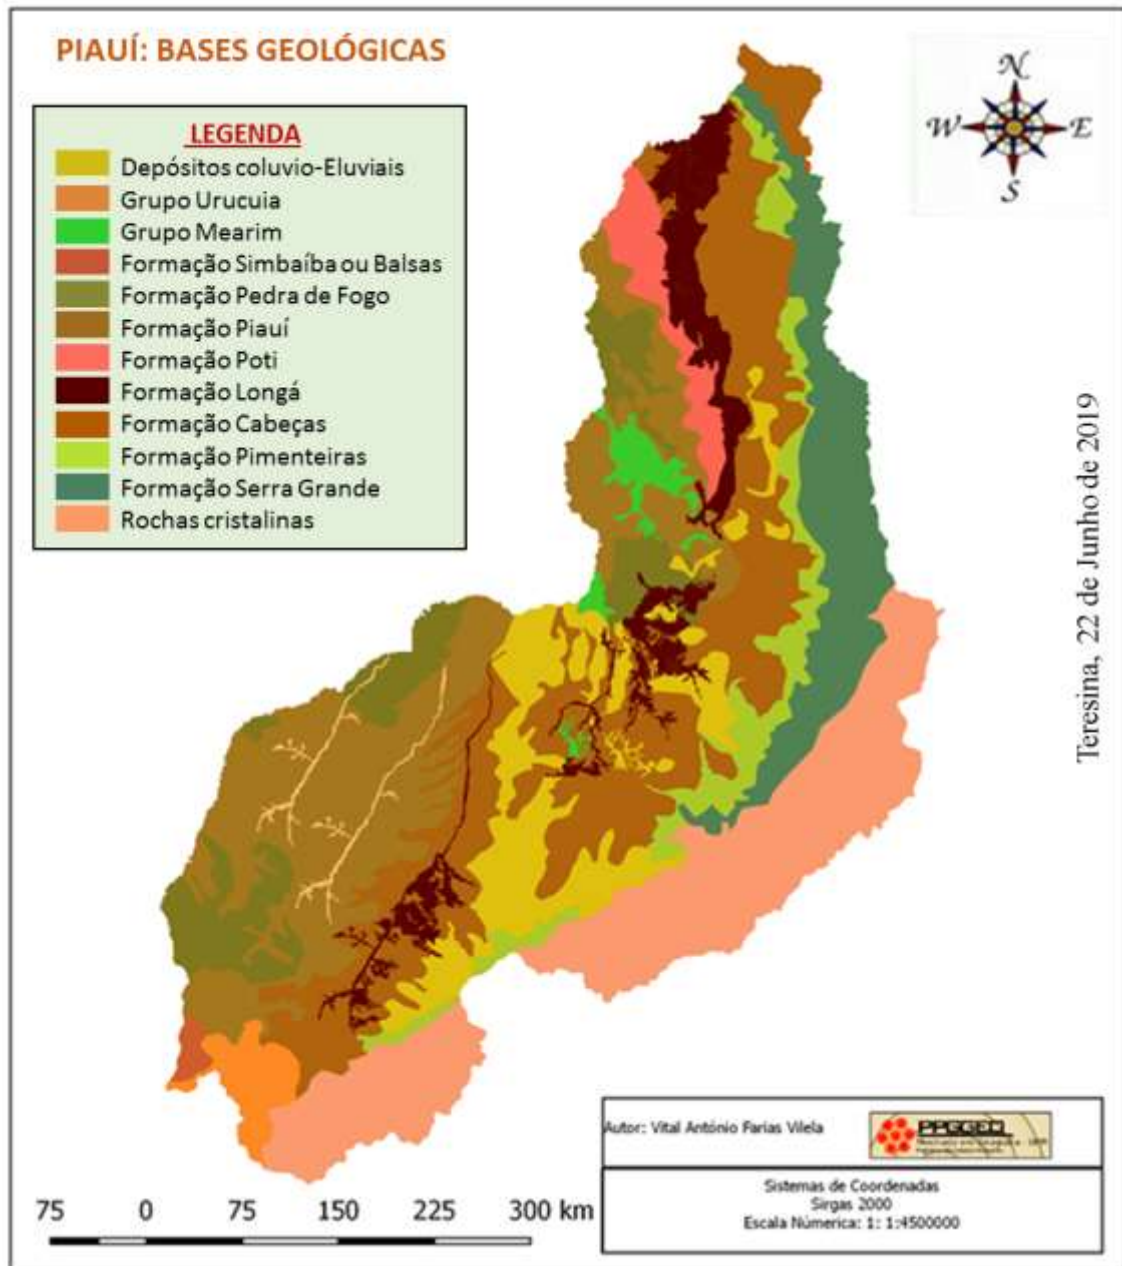 PIAUÍ: BASES GEOLÓGICAS
N
W
E
S
LEGENDA
Depósitos coluvio-Eluviais
Grupo Urucuia
Grupo Mearim
Formação Simbaíba ou Balsas
Formação Pedra de Fogo
Formação Piauí
Formação Poti
Formação Longá
Formação Cabeças
Formação Pimenteiras
Formação Serra Grande
Rochas cristalinas
Teresina, 22 de Junho de 2019
Autor: Vital António Farias Vilela
PPGGEO
Sistemas de Coordenadas
Sirgas 2000
Escala Númerica: 1: 1:4500000
75 0 75 150 225 300 km